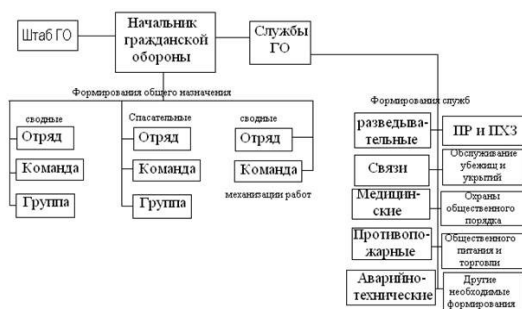 Штаб ГО
Начальник
гражданской
обороны
Службы
ГО
Формирования общего назначения
сводные
Отряд
Команда
Группа
Спасательные
Отряд
Команда
Группа
сводные
Отряд
Команда
механизации работ
Формирования служб
разведыва-
тельные
Связи
Медицин-
ские
Противопо-
жарные
Аварийно-
технические
ПР и ПХЗ
Обслуживание
убежищ и
укрытий
Охраны
общественного
порядка
Общественного
питания и
торговли
Другие
необходимые
формирования